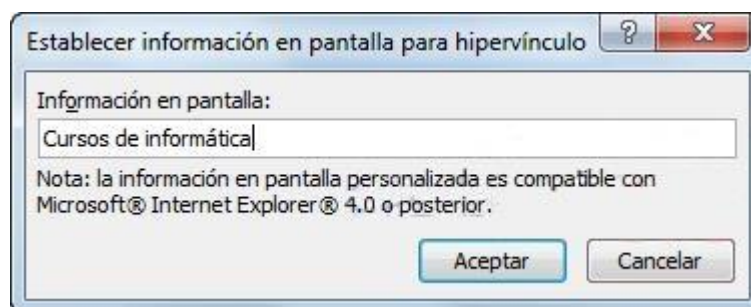 Establecer información en pantalla para hipervínculo
Información en pantalla:
Cursos de informática
Nota: la información en pantalla personalizada es compatible con
Microsoft® Internet Explorer® 4.0 o posterior.
Aceptar
Cancelar